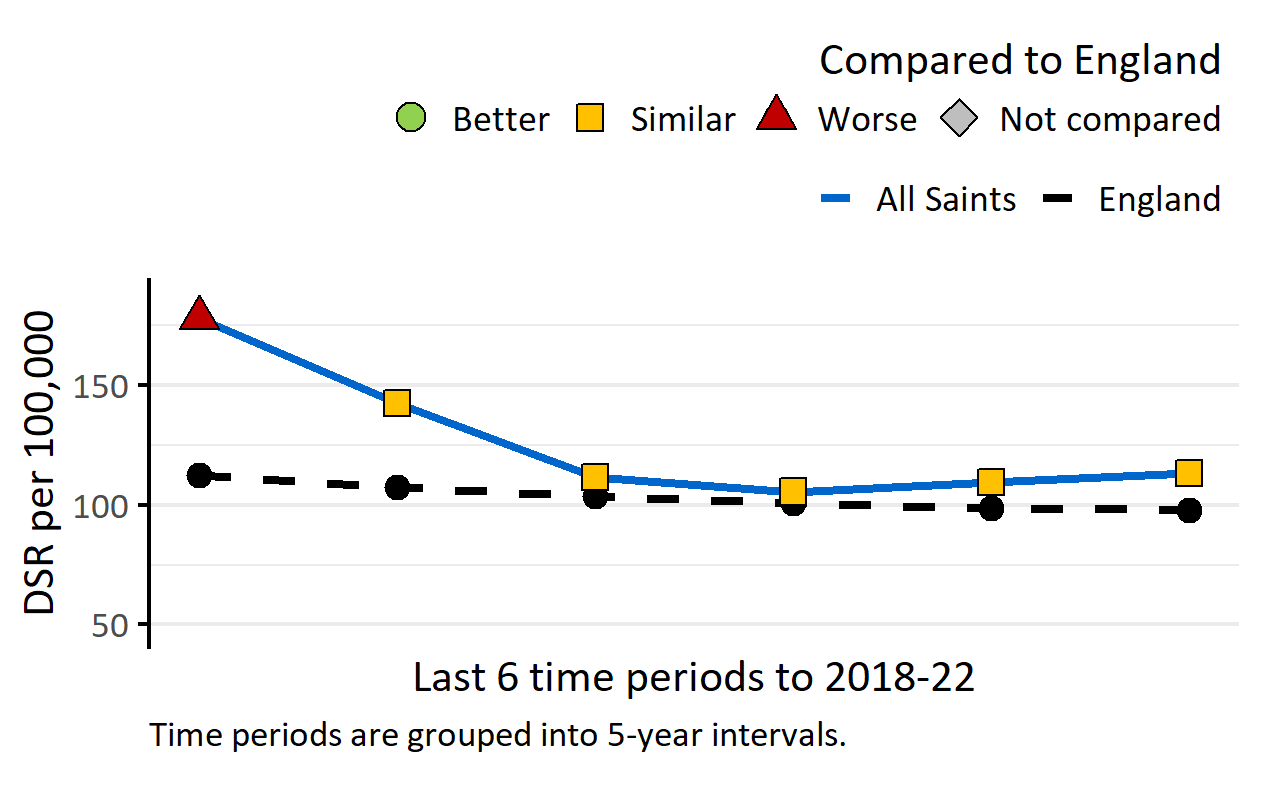 Compared to England
Better Similar Worse Not compared
All Saints England
DSR per 100,000
150
100
50
Last 6 time periods to 2018-22
Time periods are grouped into 5-year intervals.